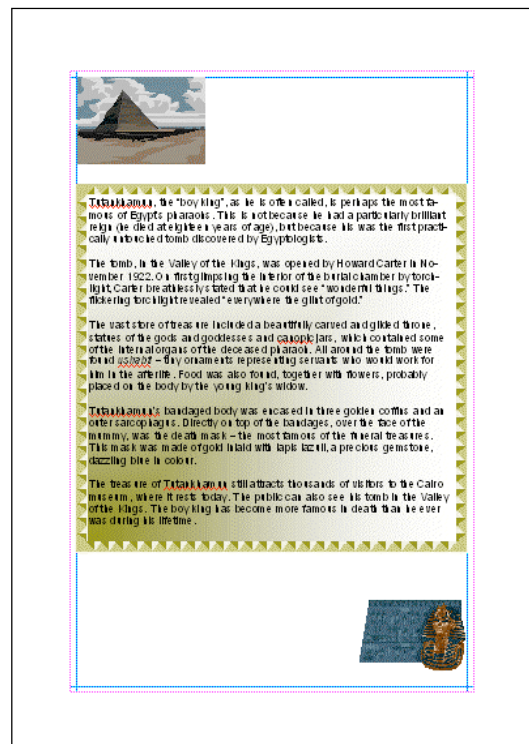 Tutankhamun, the "boy king", as he is often called, is perhaps the most fa-
mous of Egypt's pharaohs. This is not because he had a particularly brilliant
reign (he died at eighteen years of age), but because his was the first practi-
cally untouched tomb discovered by Egyptologists.
The tomb, in the Valley of the Kings, was opened by Howard Carter in No-
vember 1922. On first glimpsing the interior of the burial chamber by torch-
light, Carter breathlessly stated that he could see "wonderful things." The
flickering torchlight revealed "everywhere the glint of gold."
The vast store of treasure included a beautifully carved and gilded throne,
statues of the gods and goddesses and canopic jars, which contained some
of the internal organs of the deceased pharaoh. All around the tomb were
found ushabti – tiny ornaments representing servants who would work for
him in the afterlife. Food was also found, together with flowers, probably
placed on the body by the young king's widow.
Tutankhamun's bandaged body was encased in three golden coffins and an
outer sarcophagus. Directly on top of the bandages, over the face of the
mummy, was the death mask – the most famous of the funeral treasures.
This mask was made of gold inlaid with lapis lazuli, a precious gemstone,
dazzling blue in colour.
The treasure of Tutankhamun still attracts thousands of visitors to the Cairo
museum, where it rests today. The public can also see his tomb in the Valley
of the Kings. The boy king has become more famous in death than he ever
was during his lifetime.